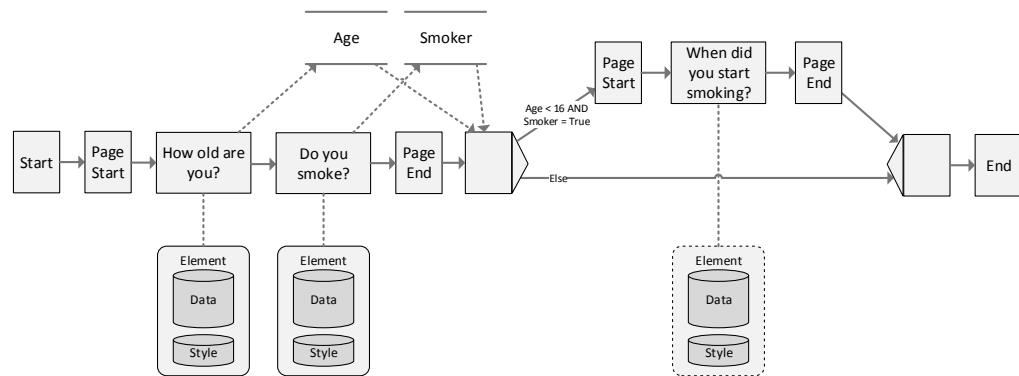 Age
Smoker
Page
Start
When did
you start
smoking?
Page
End
Age < 16 AND
Smoker = True
Start
Page
Start
How old are
you?
Do you
smoke?
Page
End
Else
End
Element
Data
Style
Element
Data
Style
Element
Data
Style